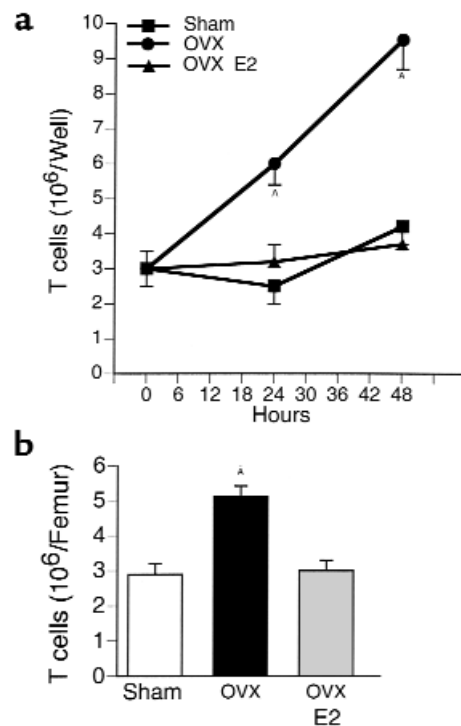 a
Sham
OVX
OVX E2
T cells (10⁶/Well)
10
9
8
7
6
5
4
3
2
1
0
A
A
0 6 12 18 24 30 36 42 48
Hours
b
T cells (10⁶/Femur)
6
5
4
3
2
1
0
A
Sham OVX OVX
E2